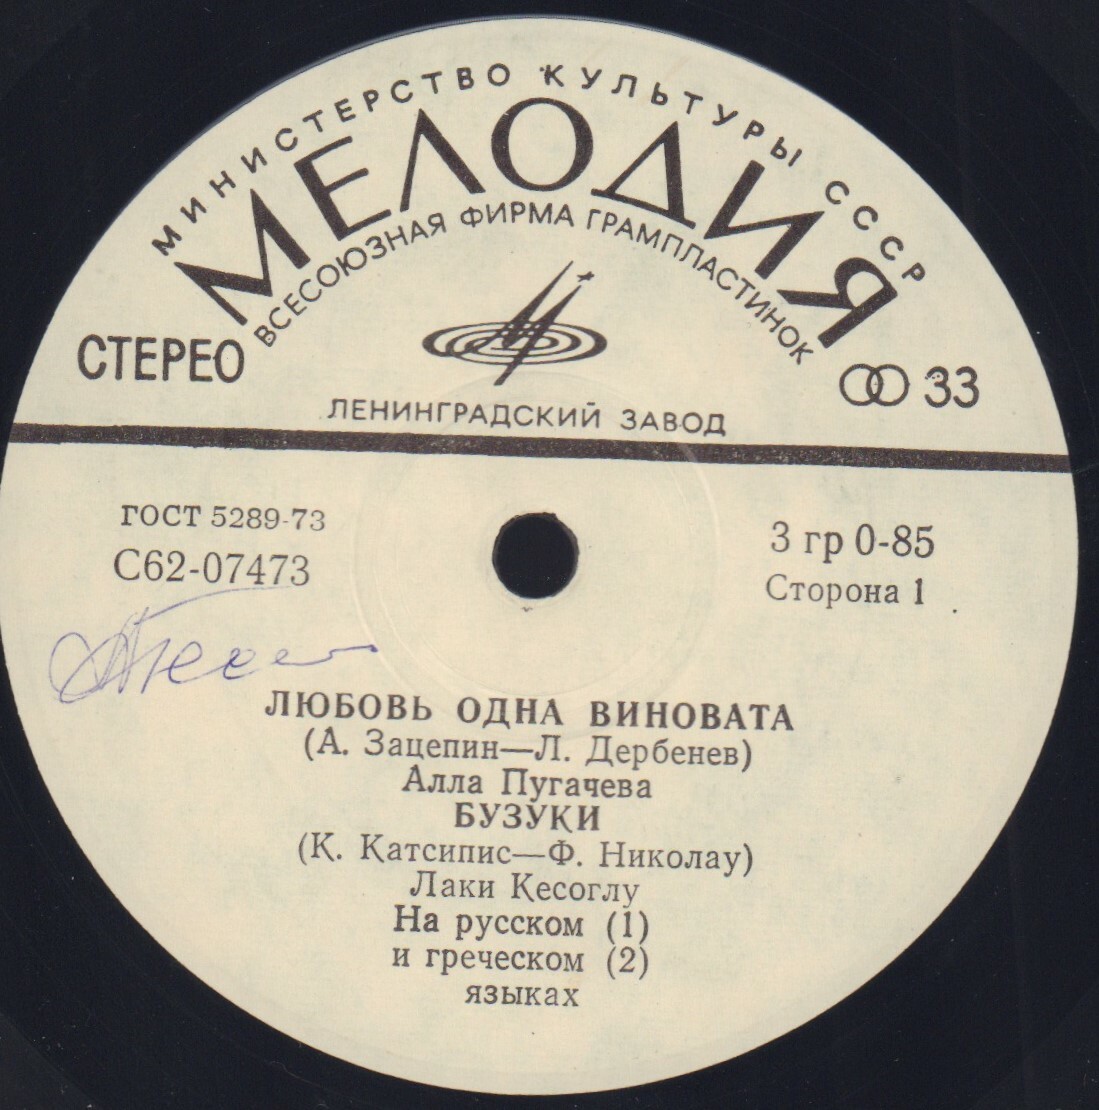 МИНИСТЕРСТВО КУЛЬТУРЫ СССР
МЕЛОДИЯ
ВСЕСОЮЗНАЯ ФИРМА ГРАМПЛАСТИНОК
СТЕРЕО
33
ЛЕНИНГРАДСКИЙ ЗАВОД
ГОСТ 5289-73
С62-07473
3 гр 0-85
Сторона 1
ЛЮБОВЬ ОДНА ВИНОВАТА
(А. Зацепин—Л. Дербенев)
Алла Пугачева
БУЗУКИ
(К. Катсипис—Ф. Николау)
Лаки Кесоглу
На русском (1)
и греческом (2)
языках